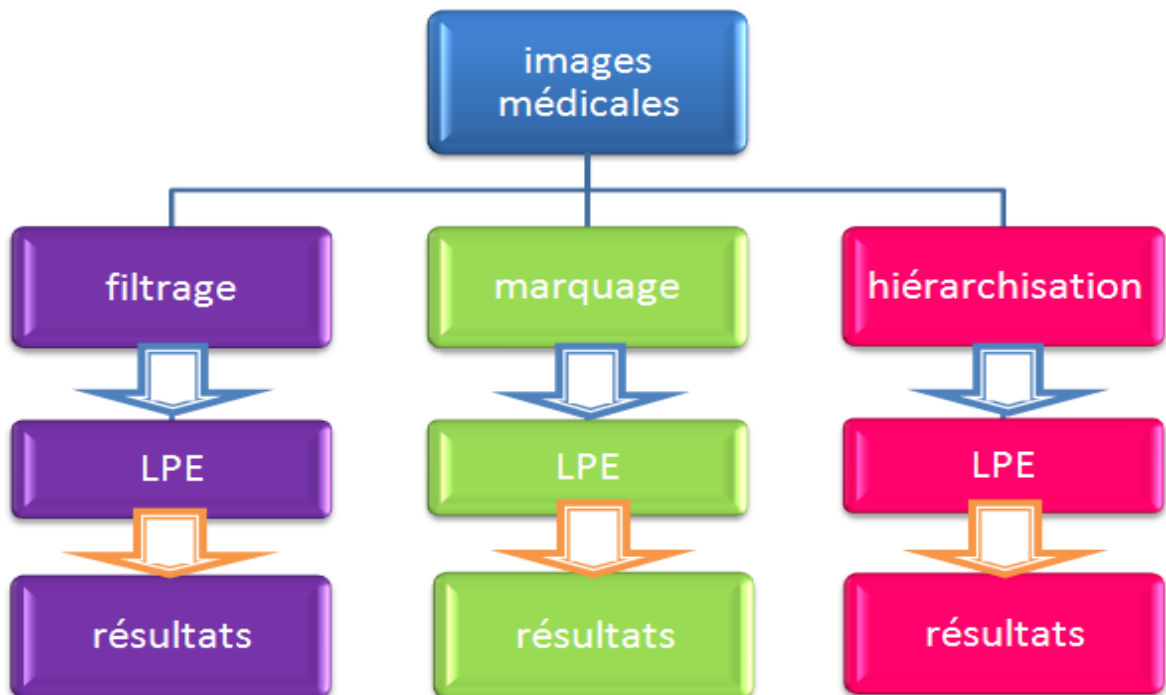 images
médicales
filtrage
marquage
hiérarchisation
LPE
LPE
LPE
résultats
résultats
résultats